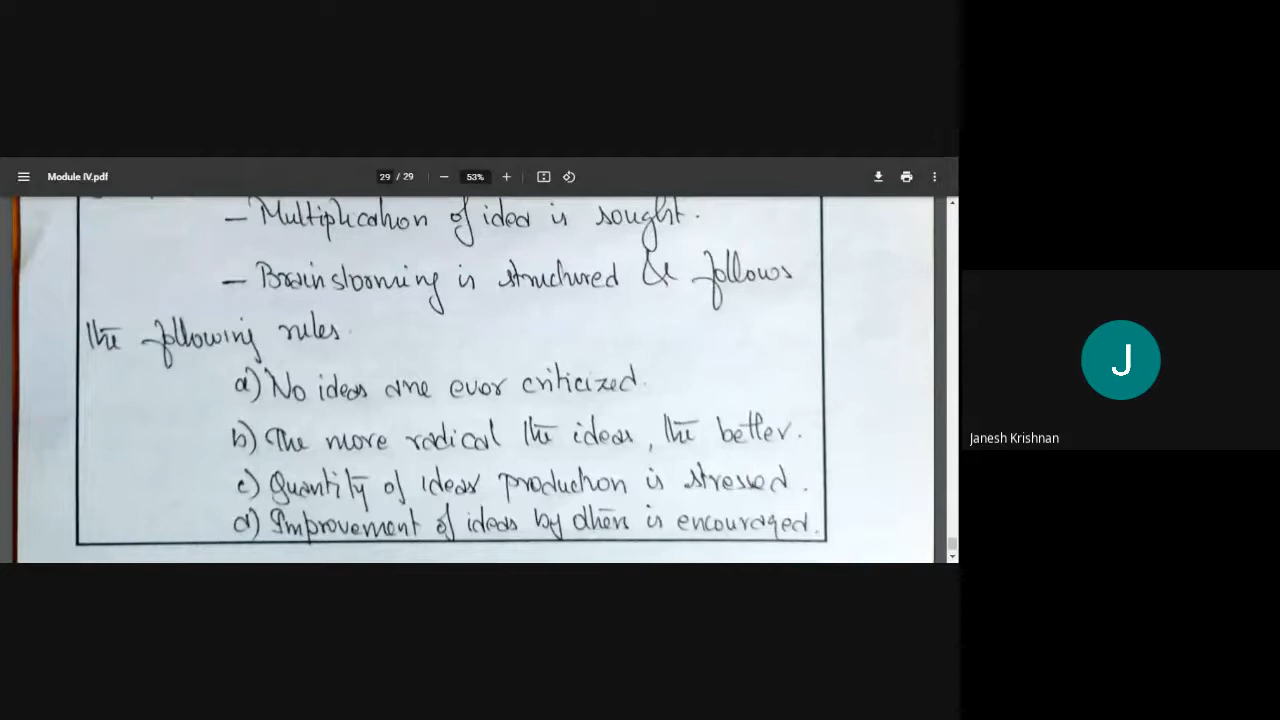 Module IV.pdf
29 / 29
53%
– Multiplication of idea is sought.
– Brainstorming is structured & follows
the following rules.
a) No ideas are ever criticized.
b) The more radical the ideas, the better.
c) Quantity of ideas production is stressed.
d) Improvement of ideas by others is encouraged.
J
Janesh Krishnan